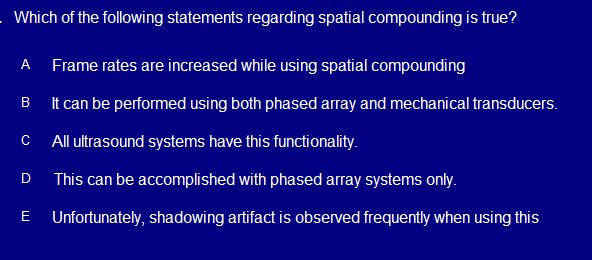 . Which of the following statements regarding spatial compounding is true?
A Frame rates are increased while using spatial compounding
B It can be performed using both phased array and mechanical transducers.
C All ultrasound systems have this functionality.
D This can be accomplished with phased array systems only.
E Unfortunately, shadowing artifact is observed frequently when using this